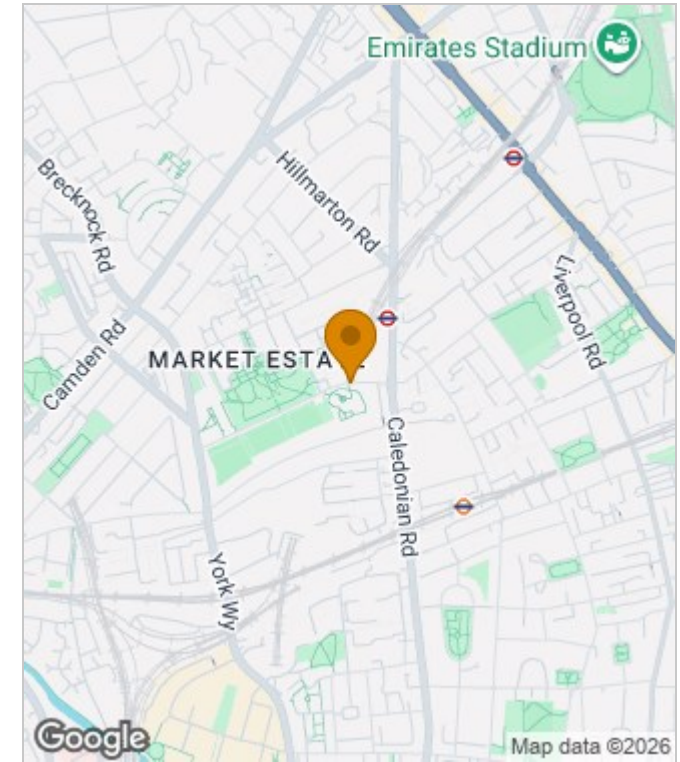 Emirates Stadium
Brecknock Rd
Hillmarton Rd
Liverpool Rd
Camden Rd
MARKET ESTA
Caledonian Rd
York Wy
Google
Map data ©2026